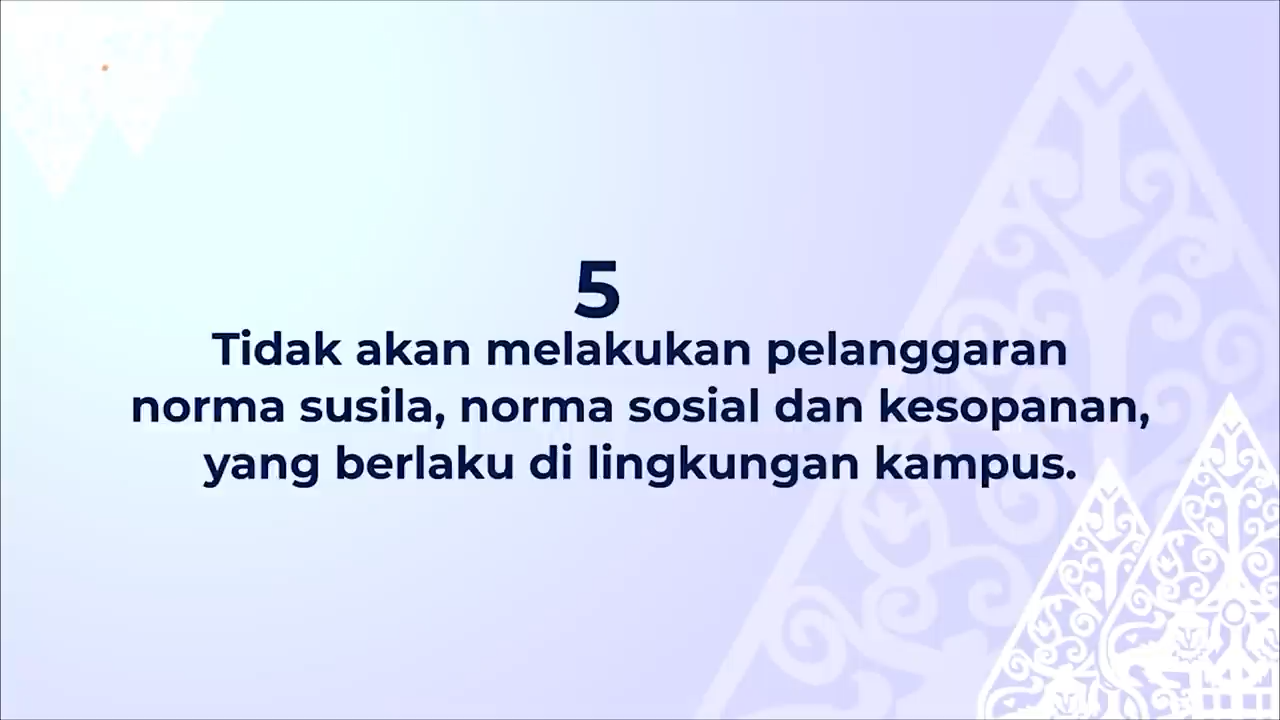 5
Tidak akan melakukan pelanggaran
norma susila, norma sosial dan kesopanan,
yang berlaku di lingkungan kampus.